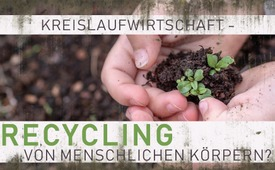 KREISLAUFWIRTSCHAFT -
RECYCLING
VON MENSCHLICHEN KÖRPERN?